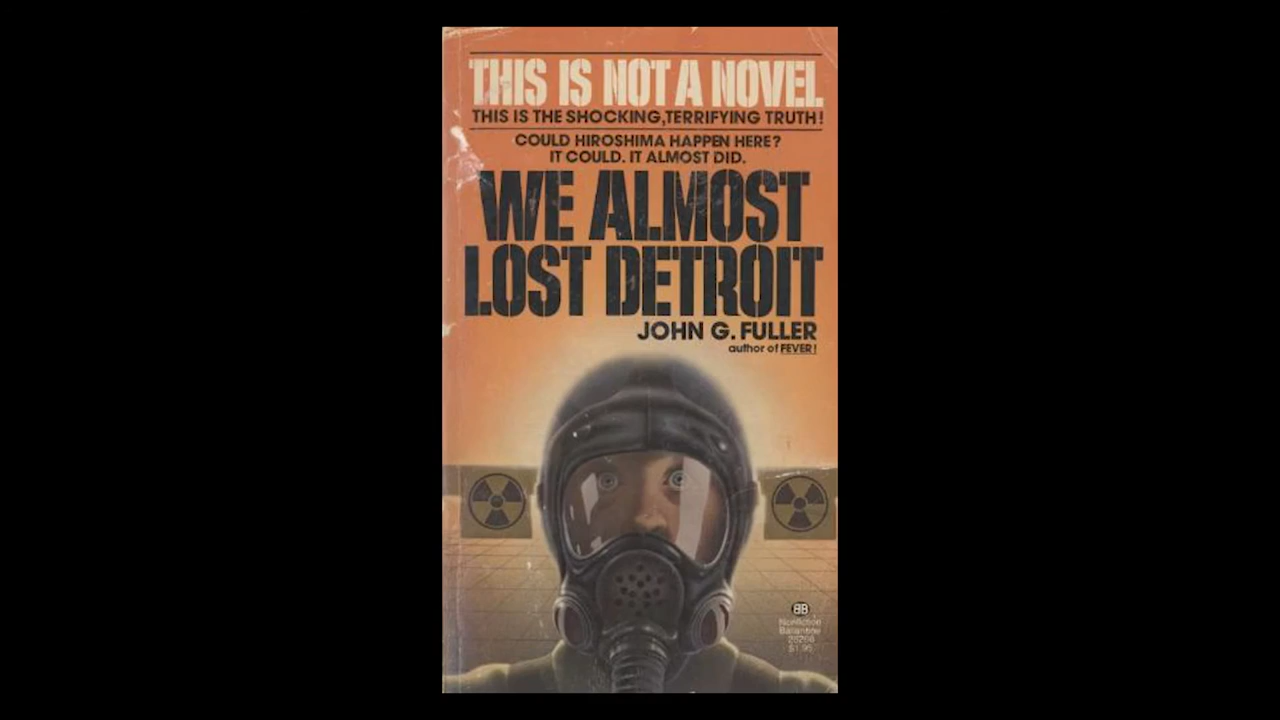 THIS IS NOT A NOVEL
THIS IS THE SHOCKING,TERRIFYING TRUTH!
COULD HIROSHIMA HAPPEN HERE?
IT COULD. IT ALMOST DID.
WE ALMOST
LOST DETROIT
JOHN G. FULLER
author of FEVER!
BB
Nonfiction
Ballantine
$1.95